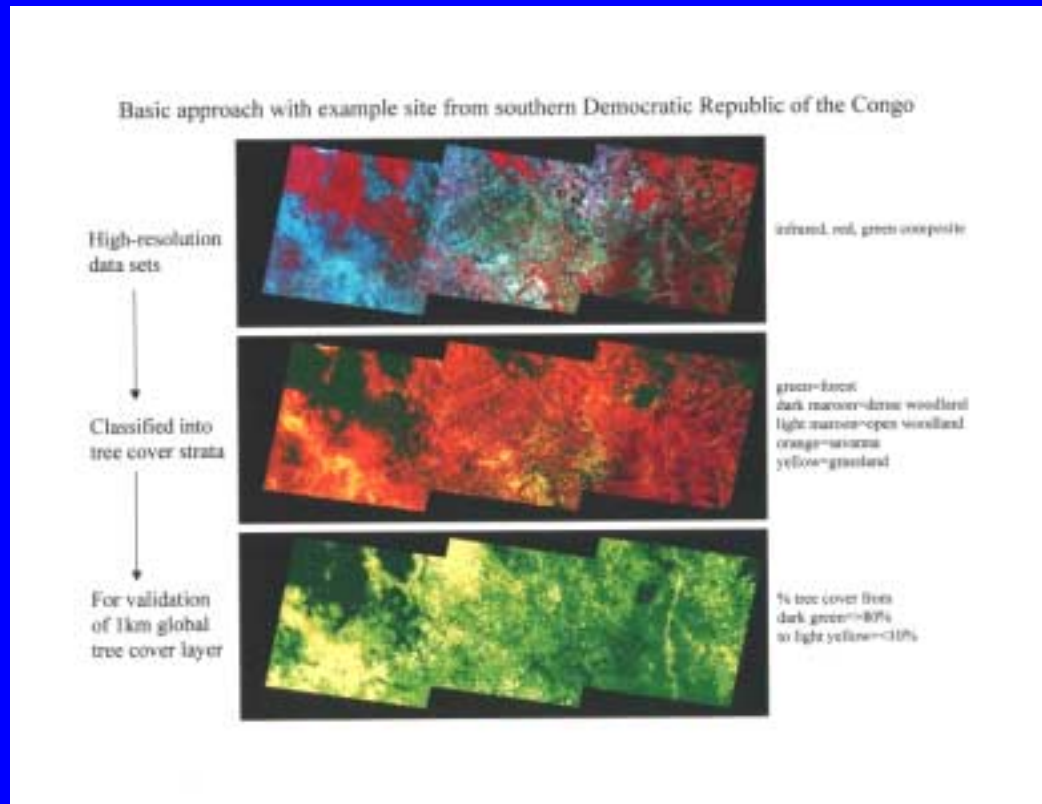 Basic approach with example site from southern Democratic Republic of the Congo
High-resolution
data sets
infrared, red, green composite
Classified into
tree cover strata
green=forest
dark maroon=dense woodland
light maroon=open woodland
orange=savanna
yellow=grassland
For validation
of 1km global
tree cover layer
% tree cover from
dark green=>80%
to light yellow=<10%